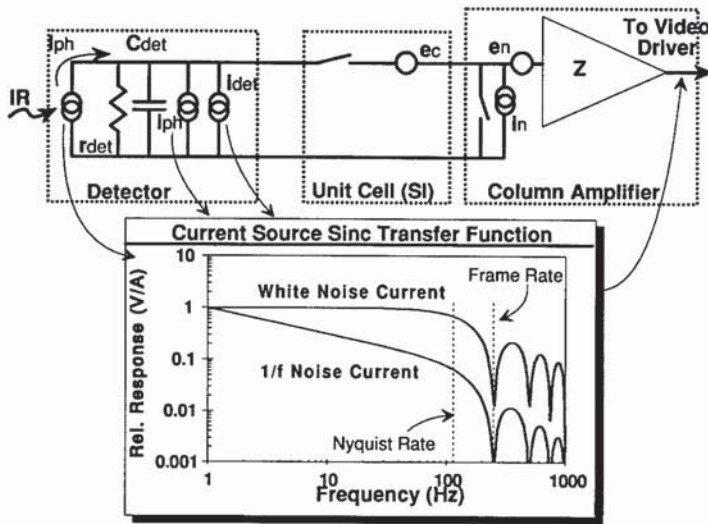 Iph
Cdet
IR
rdet
iph
idet
Detector
ec
Unit Cell (SI)
en
in
Z
Column Amplifier
To Video
Driver
Current Source Sinc Transfer Function
Rel. Response (V/A)
10
1
0.1
0.01
0.001
White Noise Current
1/f Noise Current
Frame Rate
Nyquist Rate
1
10
100
1000
Frequency (Hz)